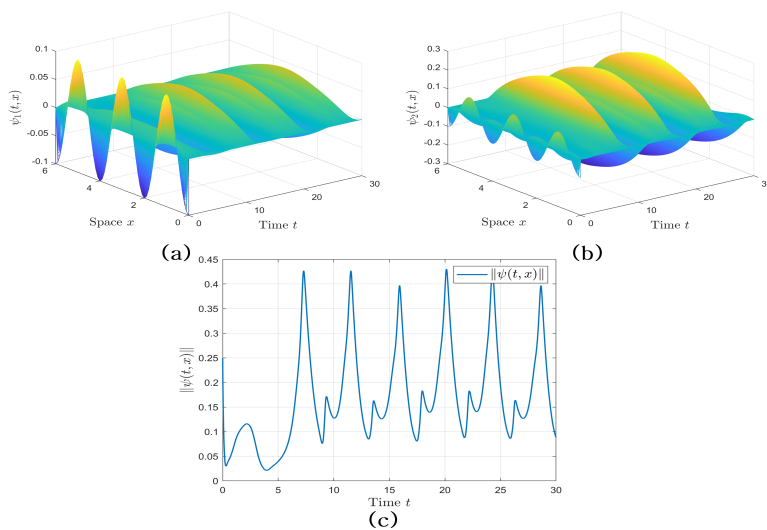 0.1
0.05
0
-0.05
-0.1
ψ₁(t, x)
6
4
2
0
Space x
0
10
20
30
Time t
(a)
0.3
0.2
0.1
0
-0.1
-0.2
-0.3
ψ₂(t, x)
6
4
2
0
Space x
0
10
20
3
Time t
(b)
0.45
0.4
0.35
0.3
0.25
0.2
0.15
0.1
0.05
0
‖ψ(t, x)‖
‖ψ(t, x)‖
0 5 10 15 20 25 30
Time t
(c)